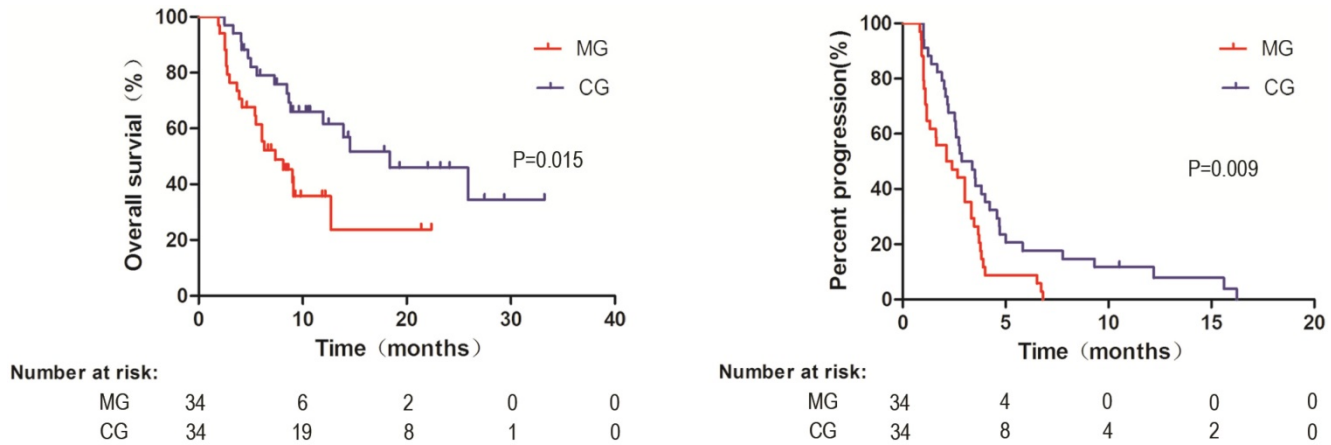 Overall survial（%）
100
80
60
40
20
0
0 10 20 30 40
Time（months）
MG
CG
P=0.015
Number at risk:
MG 34 6 2 0 0
CG 34 19 8 1 0
Percent progression(%)
100
80
60
40
20
0
0 5 10 15 20
Time（months）
MG
CG
P=0.009
Number at risk:
MG 34 4 0 0 0
CG 34 8 4 2 0